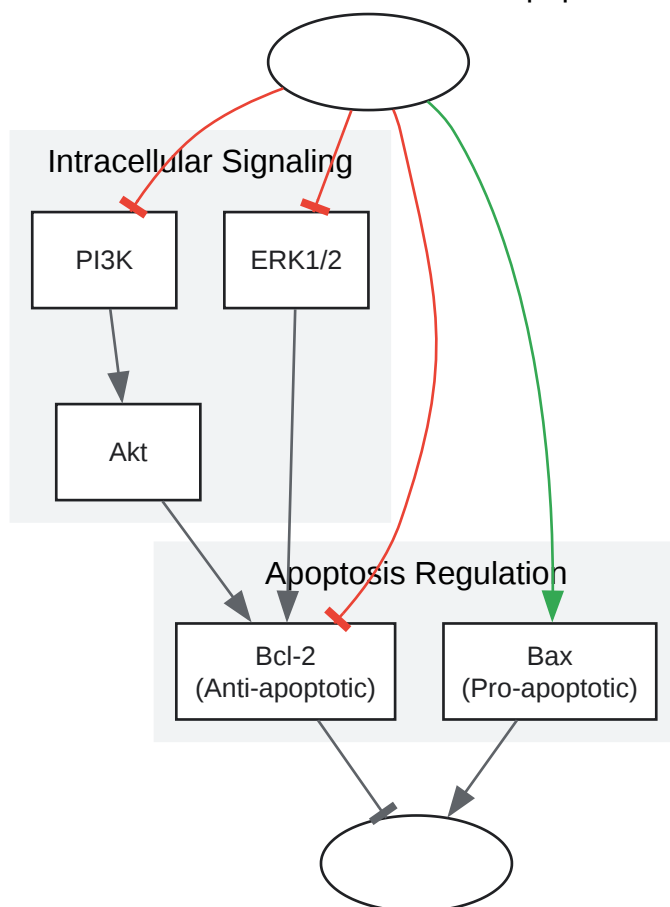 Intracellular Signaling
PI3K
ERK1/2
Akt
Apoptosis Regulation
Bcl-2
(Anti-apoptotic)
Bax
(Pro-apoptotic)